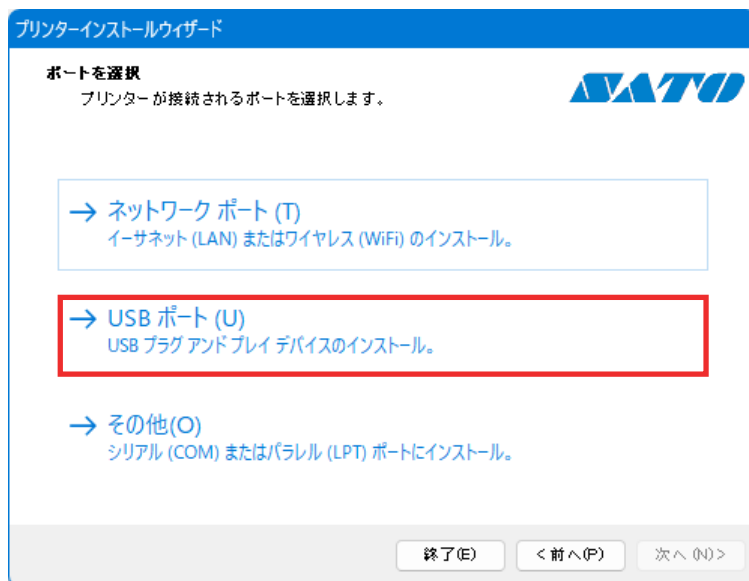 プリンターインストールウィザード
ポートを選択
プリンターが接続されるポートを選択します。
SATO
→ ネットワーク ポート (T)
イーサネット (LAN) またはワイヤレス (WiFi) のインストール。
→ USB ポート (U)
USB プラグ アンド プレイ デバイスのインストール。
→ その他(O)
シリアル (COM) またはパラレル (LPT) ポートにインストール。
終了(E) <前へ(P) 次へ(N)>